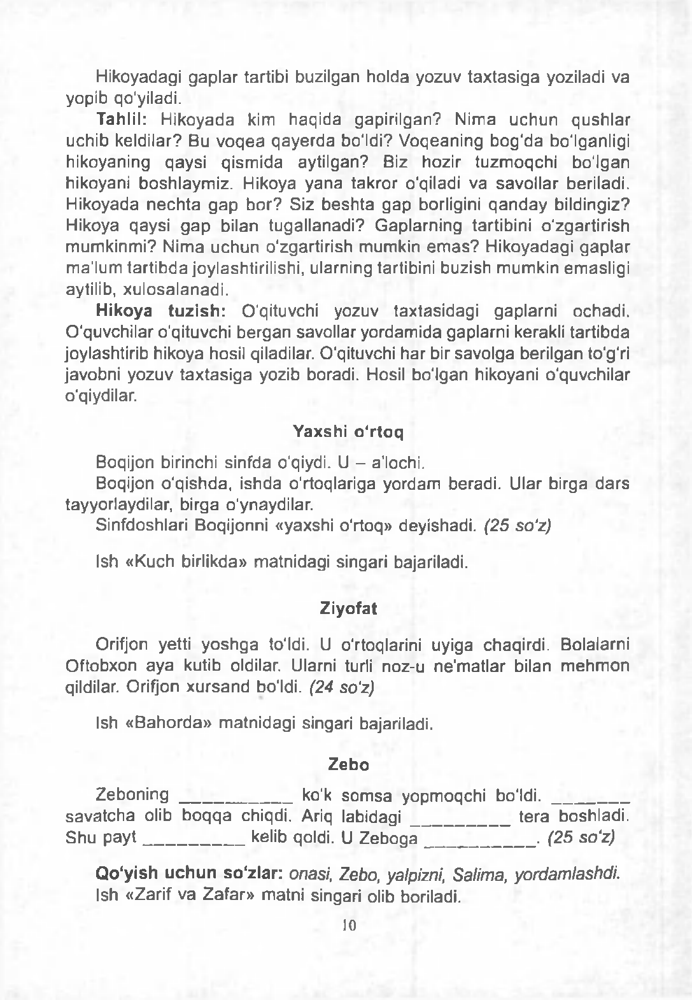 Hikoyadagi gaplar tartibi buzilgan holda yozuv taxtasiga yoziladi va
yopib qo'yiladi.
Tahlil: Hikoyada kim haqida gapirilgan? Nima uchun qushlar
uchib keldilar? Bu voqea qayerda bo'ldi? Voqeaning bog'da bo'lganligi
hikoyaning qaysi qismida aytilgan? Biz hozir tuzmoqchi bo'lgan
hikoyani boshlaymiz. Hikoya yana takror o'qiladi va savollar beriladi.
Hikoyada nechta gap bor? Siz beshta gap borligini qanday bildingiz?
Hikoya qaysi gap bilan tugallanadi? Gaplarning tartibini o'zgartirish
mumkinmi? Nima uchun o'zgartirish mumkin emas? Hikoyadagi gaplar
ma'lum tartibda joylashtirilishi, ularning tartibini buzish mumkin emasligi
aytilib, xulosalanadi.
Hikoya tuzish: O'qituvchi yozuv taxtasidagi gaplarni ochadi.
O'quvchilar o'qituvchi bergan savollar yordamida gaplarni kerakli tartibda
joylashtirib hikoya hosil qiladilar. O'qituvchi har bir savolga berilgan to'g'ri
javobni yozuv taxtasiga yozib boradi. Hosil bo'lgan hikoyani o'quvchilar
o'qiydilar.
Yaxshi o'rtoq
Boqijon birinchi sinfda o'qiydi. U – a'lochi.
Boqijon o'qishda, ishda o'rtoqlariga yordam beradi. Ular birga dars
tayyorlaydilar, birga o'ynaydilar.
Sinfdoshlari Boqijonni «yaxshi o'rtoq» deyishadi. (25 so'z)
Ish «Kuch birlikda» matnidagi singari bajariladi.
Ziyofat
Orifjon yetti yoshga to'ldi. U o'rtoqlarini uyiga chaqirdi. Bolalarni
Oftobxon aya kutib oldilar. Ularni turli noz-u ne'matlar bilan mehmon
qildilar. Orifjon xursand bo'ldi. (24 so'z)
Ish «Bahorda» matnidagi singari bajariladi.
Zebo
Zeboning ___________ ko'k somsa yopmoqchi bo'ldi. ________
savatcha olib boqqa chiqdi. Ariq labidagi __________ tera boshladi.
Shu payt __________ kelib qoldi. U Zeboga ___________. (25 so'z)
Qo'yish uchun so'zlar: onasi, Zebo, yalpizni, Salima, yordamlashdi.
Ish «Zarif va Zafar» matni singari olib boriladi.
10